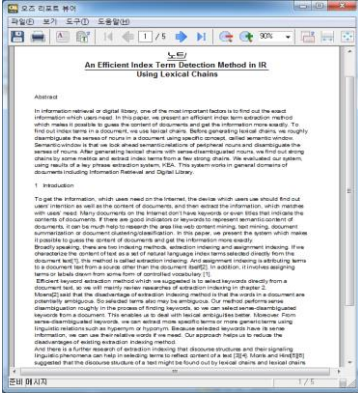 오즈 리포트 뷰어
파일(F) 보기 도구(T) 도움말(H)
1 / 5 90%
노트
An Efficient Index Term Detection Method in IR
Using Lexical Chains
Abstract
In information retrieval or digital library, one of the most important factors is to find out the exact
information which users need. In this paper, we present an efficient index term extraction method
which makes it possible to guess the content of documents and get the information more exactly. To
find out index terms in a document, we use lexical chains. Before generating lexical chains, we roughly
disambiguate the senses of nouns in a document using specific concept, called semantic window.
Semantic window is that we look ahead semantic relations of peripheral nouns and disambiguate the
senses of nouns. After generating lexical chains with sense-disambiguated nouns, we find out strong
chains by some metrics and extract index terms from a few strong chains. We evaluated our system,
using results of a key phrase extraction system, KEA. This system works in general domains of
documents including Information Retrieval and Digital Library.
1 Introduction
To get the information, which users need on the Internet, the device which users use should find out
users' intention as well as the content of documents, and then extract the information, which matches
with users' need. Many documents on the Internet don't have keywords or even titles that indicate the
contents of documents. If there are good indicators or keywords to represent semantic content of
documents, it can be much help to research the area like web content mining, text mining, document
summarization or document clustering/classification. In this paper, we present the system which makes
it possible to guess the content of documents and get the information more exactly.
Broadly speaking, there are two indexing methods, extraction indexing and assignment indexing. If we
characterize the content of text as a set of natural language index terms selected directly from the
document text[1], this method is called extraction indexing. And assignment indexing is attributing terms
to a document text from a source other than the document itself[2]. In addition, it involves assigning
terms or labels drawn from some form of controlled vocabulary [1].
Efficient keyword extraction method which we suggested is to select keywords directly from a
document text, so we will mainly review researches of extraction indexing in chapter 2.
Moens[2] said that the disadvantage of extraction indexing method is that the words in a document are
potentially ambiguous. So selected terms also may be ambiguous. Our method performs sense
disambiguation roughly in the process of finding keywords, so we can select sense-disambiguated
keywords from a document. This enables us to deal with lexical ambiguities better. Moreover, From
sense-disambiguated keywords, we can extract more specific terms or more generic terms using
linguistic relations such as hypernym or hyponym. Because selected keywords have its sense
information, we can use their relative words if we need. Our approach helps us to reduce the
disadvantages of existing extraction indexing method.
And there is a further research of extraction indexing that discourse structures and their signaling
linguistic phenomena can help in selecting terms to reflect content of a text [3][4]. Morris and Hirst[5][6]
suggested that the discourse structure of a text might be found out by lexical chains and lexical chains
준비 메시지 1 / 5